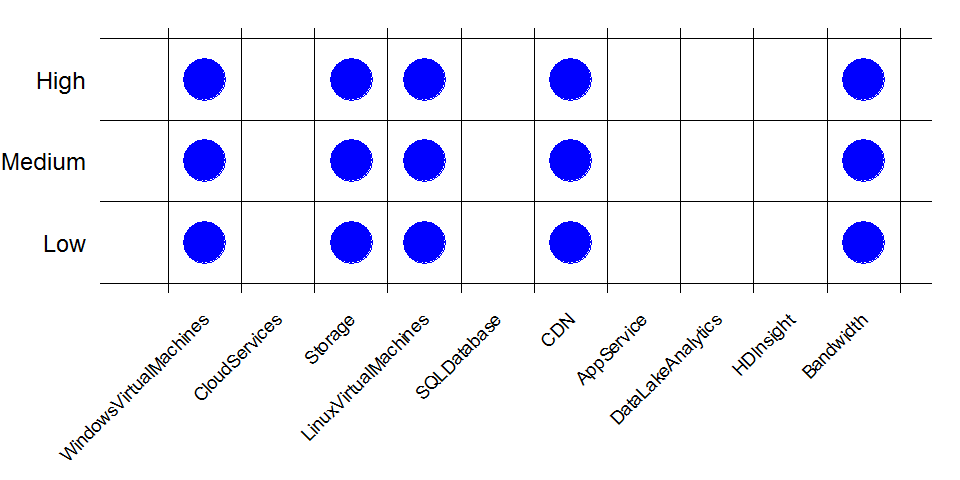 High
Medium
Low
WindowsVirtualMachines
CloudServices
Storage
LinuxVirtualMachines
SQLDatabase
CDN
AppService
DataLakeAnalytics
HDInsight
Bandwidth